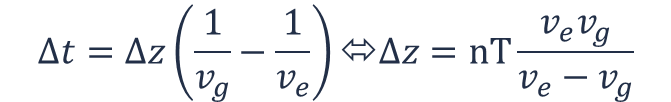 Δt = Δz (1/v_g − 1/v_e) ⇔ Δz = nT v_e v_g / (v_e − v_g)